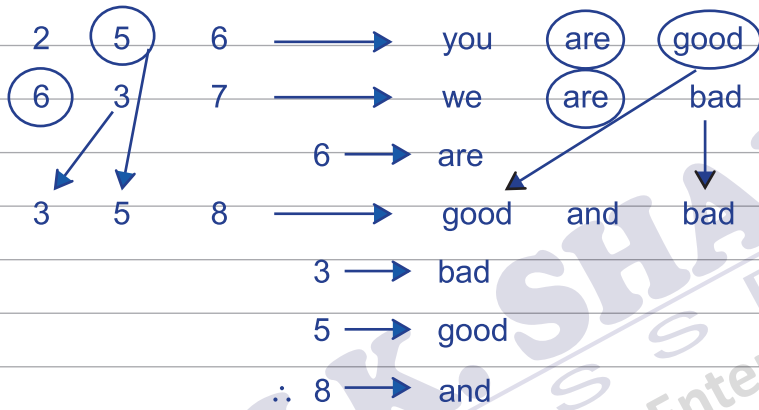 2 5 6 → you are good
6 3 7 → we are bad
6 → are
3 5 8 → good and bad
3 → bad
5 → good
∴ 8 → and